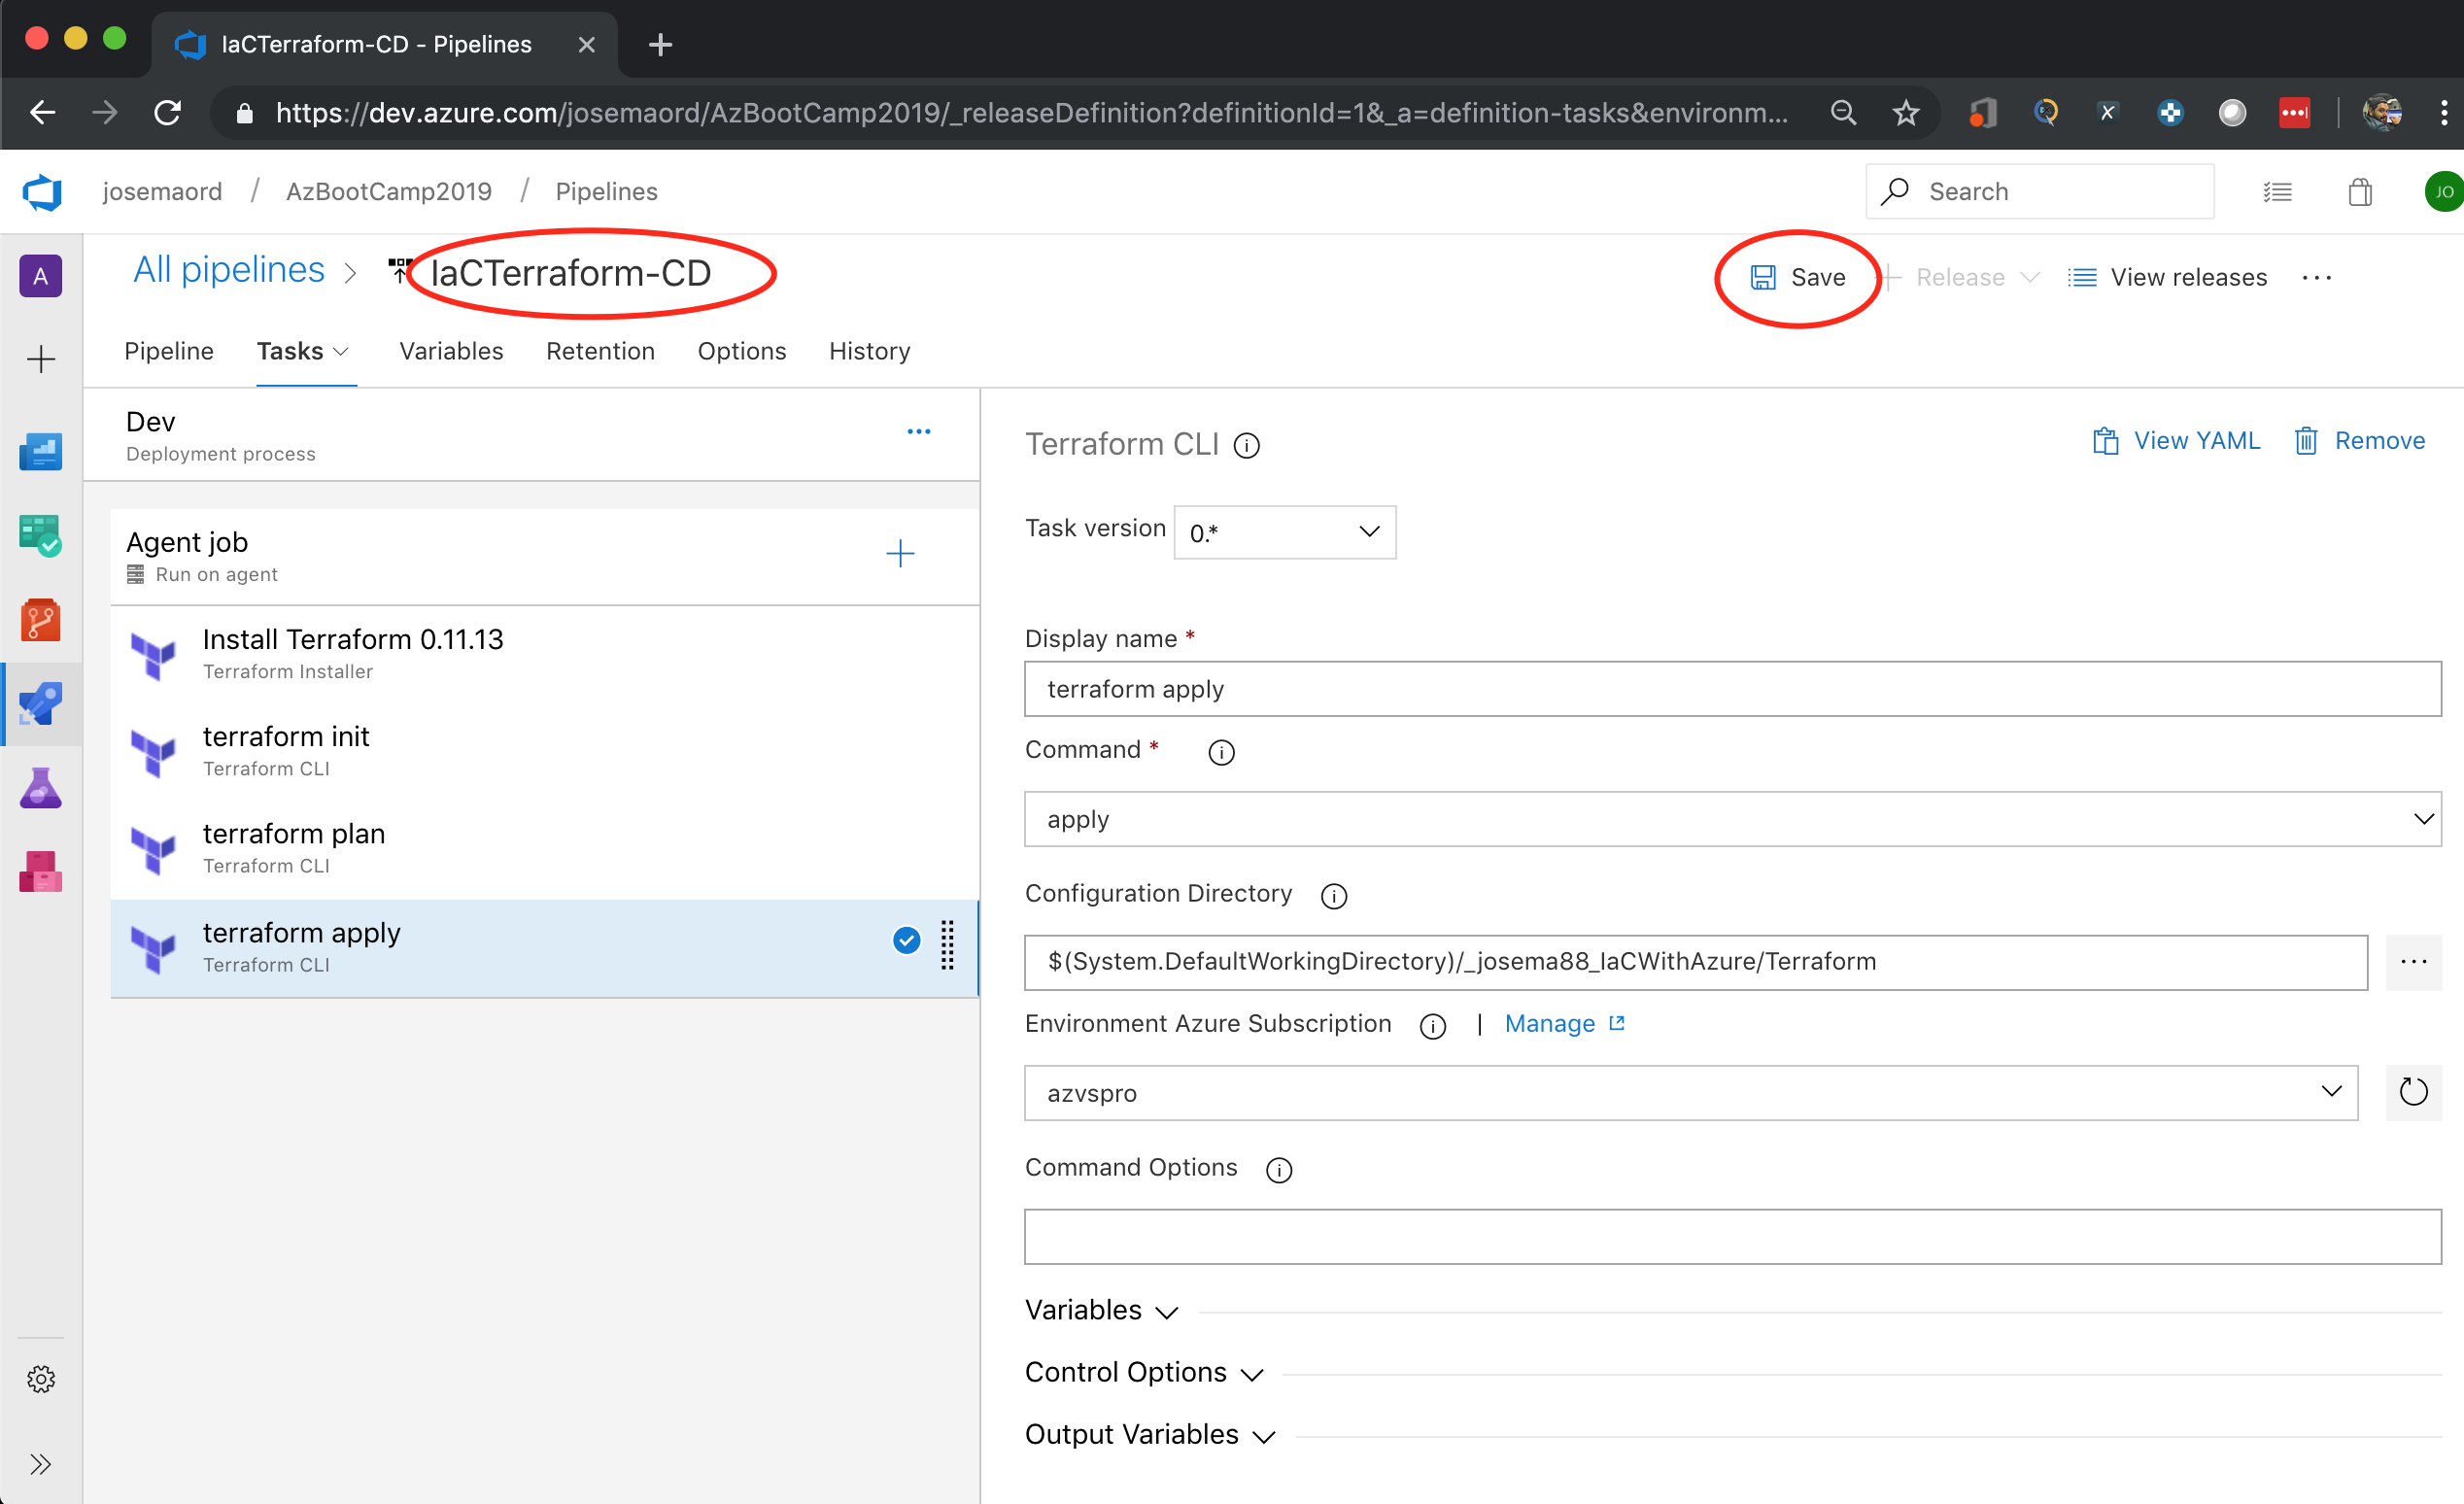 IaCTerraform-CD - Pipelines
https://dev.azure.com/josemaord/AzBootCamp2019/_releaseDefinition?definitionId=1&_a=definition-tasks&environm...
josemaord / AzBootCamp2019 / Pipelines
Search
JO
A
All pipelines > IaCTerraform-CD
Save
+ Release
View releases
...
Pipeline
Tasks
Variables
Retention
Options
History
Dev
Deployment process
...
Agent job
Run on agent
Install Terraform 0.11.13
Terraform Installer
terraform init
Terraform CLI
terraform plan
Terraform CLI
terraform apply
Terraform CLI
Terraform CLI
View YAML
Remove
Task version
0.*
Display name *
terraform apply
Command *
apply
Configuration Directory
$(System.DefaultWorkingDirectory)/_josema88_IaCWithAzure/Terraform
...
Environment Azure Subscription | Manage
azvspro
Command Options
Variables
Control Options
Output Variables